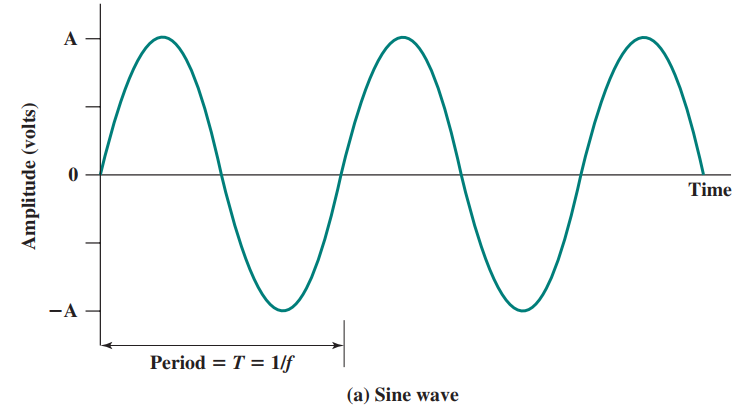 A
Amplitude (volts)
0
Time
−A
Period = T = 1/f
(a) Sine wave